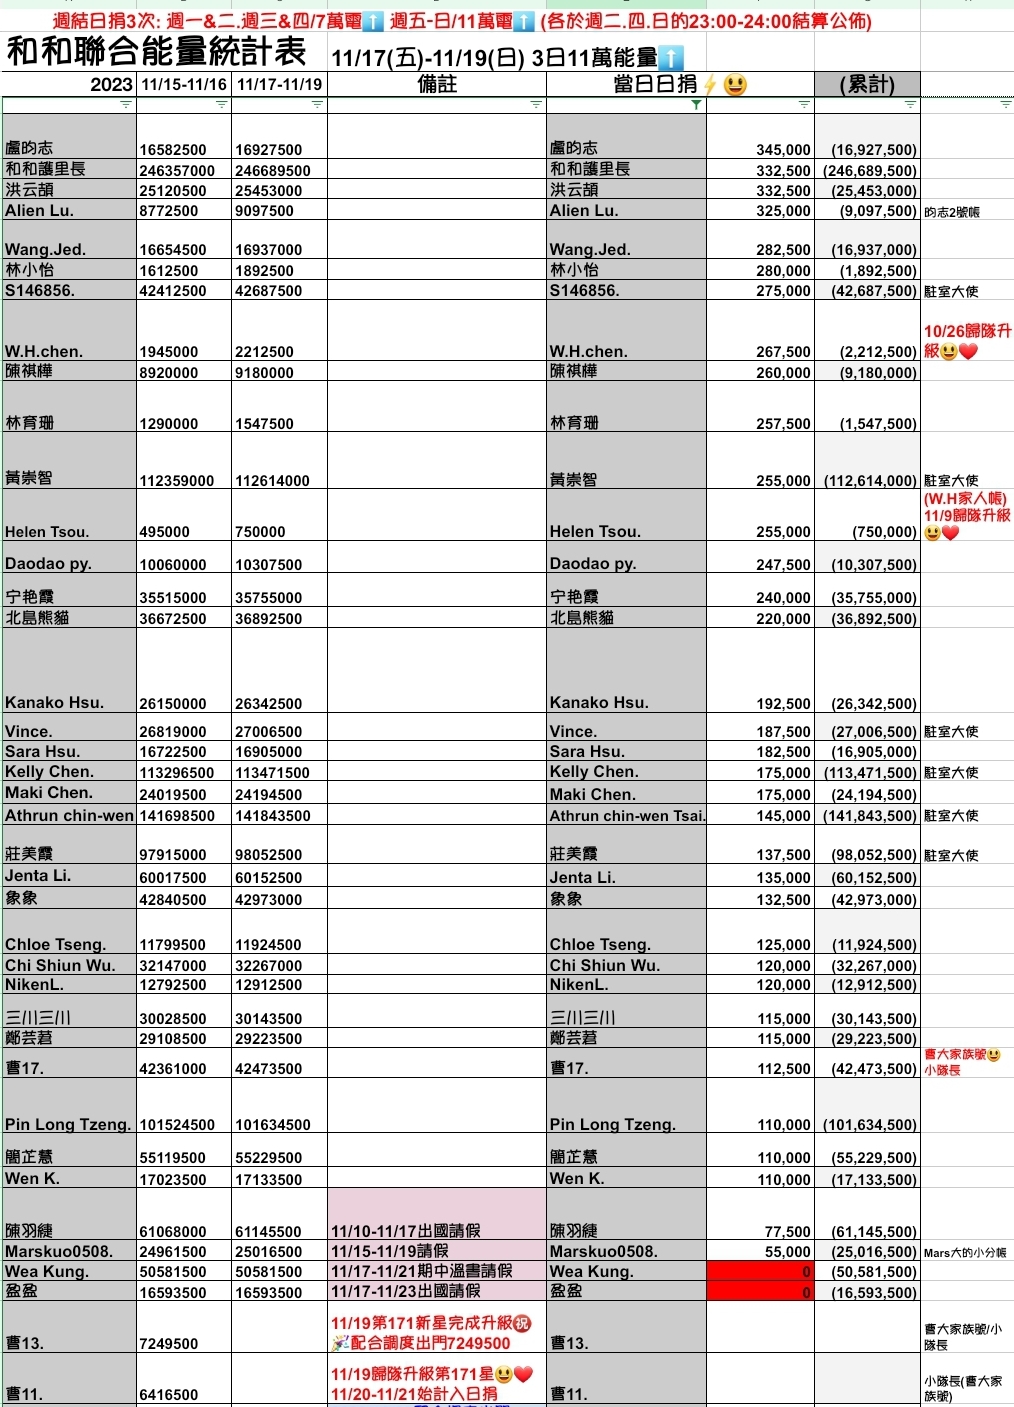 週結日捐3次: 週一&二.週三&四/7萬電⬆️ 週五-日/11萬電⬆️ (各於週二.四.日的23:00-24:00結算公佈)
和和聯合能量統計表 11/17(五)-11/19(日) 3日11萬能量⬆️
2023 11/15-11/16 11/17-11/19 備註 當日日捐⚡😃 (累計)
盧昀志 16582500 16927500 盧昀志 345,000 (16,927,500)
和和護里長 246357000 246689500 和和護里長 332,500 (246,689,500)
洪云頡 25120500 25453000 洪云頡 332,500 (25,453,000)
Alien Lu. 8772500 9097500 Alien Lu. 325,000 (9,097,500) 昀志2號帳
Wang.Jed. 16654500 16937000 Wang.Jed. 282,500 (16,937,000)
林小怡 1612500 1892500 林小怡 280,000 (1,892,500)
S146856. 42412500 42687500 S146856. 275,000 (42,687,500) 駐室大使
10/26歸隊升
W.H.chen. 1945000 2212500 W.H.chen. 267,500 (2,212,500) 級😃❤️
陳祺樺 8920000 9180000 陳祺樺 260,000 (9,180,000)
林育珊 1290000 1547500 林育珊 257,500 (1,547,500)
黃崇智 112359000 112614000 黃崇智 255,000 (112,614,000) 駐室大使
(W.H家人帳)
11/9歸隊升級
Helen Tsou. 495000 750000 Helen Tsou. 255,000 (750,000) 😃❤️
Daodao py. 10060000 10307500 Daodao py. 247,500 (10,307,500)
宁艳霞 35515000 35755000 宁艳霞 240,000 (35,755,000)
北島熊貓 36672500 36892500 北島熊貓 220,000 (36,892,500)
Kanako Hsu. 26150000 26342500 Kanako Hsu. 192,500 (26,342,500)
Vince. 26819000 27006500 Vince. 187,500 (27,006,500) 駐室大使
Sara Hsu. 16722500 16905000 Sara Hsu. 182,500 (16,905,000)
Kelly Chen. 113296500 113471500 Kelly Chen. 175,000 (113,471,500) 駐室大使
Maki Chen. 24019500 24194500 Maki Chen. 175,000 (24,194,500)
Athrun chin-wen 141698500 141843500 Athrun chin-wen Tsai. 145,000 (141,843,500) 駐室大使
莊美霞 97915000 98052500 莊美霞 137,500 (98,052,500) 駐室大使
Jenta Li. 60017500 60152500 Jenta Li. 135,000 (60,152,500)
象象 42840500 42973000 象象 132,500 (42,973,000)
Chloe Tseng. 11799500 11924500 Chloe Tseng. 125,000 (11,924,500)
Chi Shiun Wu. 32147000 32267000 Chi Shiun Wu. 120,000 (32,267,000)
NikenL. 12792500 12912500 NikenL. 120,000 (12,912,500)
三川三川 30028500 30143500 三川三川 115,000 (30,143,500)
鄭芸莙 29108500 29223500 鄭芸莙 115,000 (29,223,500)
曹大家族號😃
曹17. 42361000 42473500 曹17. 112,500 (42,473,500) 小隊長
Pin Long Tzeng. 101524500 101634500 Pin Long Tzeng. 110,000 (101,634,500)
簡芷慧 55119500 55229500 簡芷慧 110,000 (55,229,500)
Wen K. 17023500 17133500 Wen K. 110,000 (17,133,500)
陳羽緁 61068000 61145500 11/10-11/17出國請假 陳羽緁 77,500 (61,145,500)
Marskuo0508. 24961500 25016500 11/15-11/19請假 Marskuo0508. 55,000 (25,016,500) Mars大的小分帳
Wea Kung. 50581500 50581500 11/17-11/21期中溫書請假 Wea Kung. 0 (50,581,500)
盈盈 16593500 16593500 11/17-11/23出國請假 盈盈 0 (16,593,500)
11/19第171新星完成升級㊗️ 曹大家族號/小
曹13. 7249500 🎉配合調度出門7249500 曹13. 隊長
11/19歸隊升級第171星😃❤️ 小隊長(曹大家
曹11. 6416500 11/20-11/21始計入日捐 曹11. 族號)